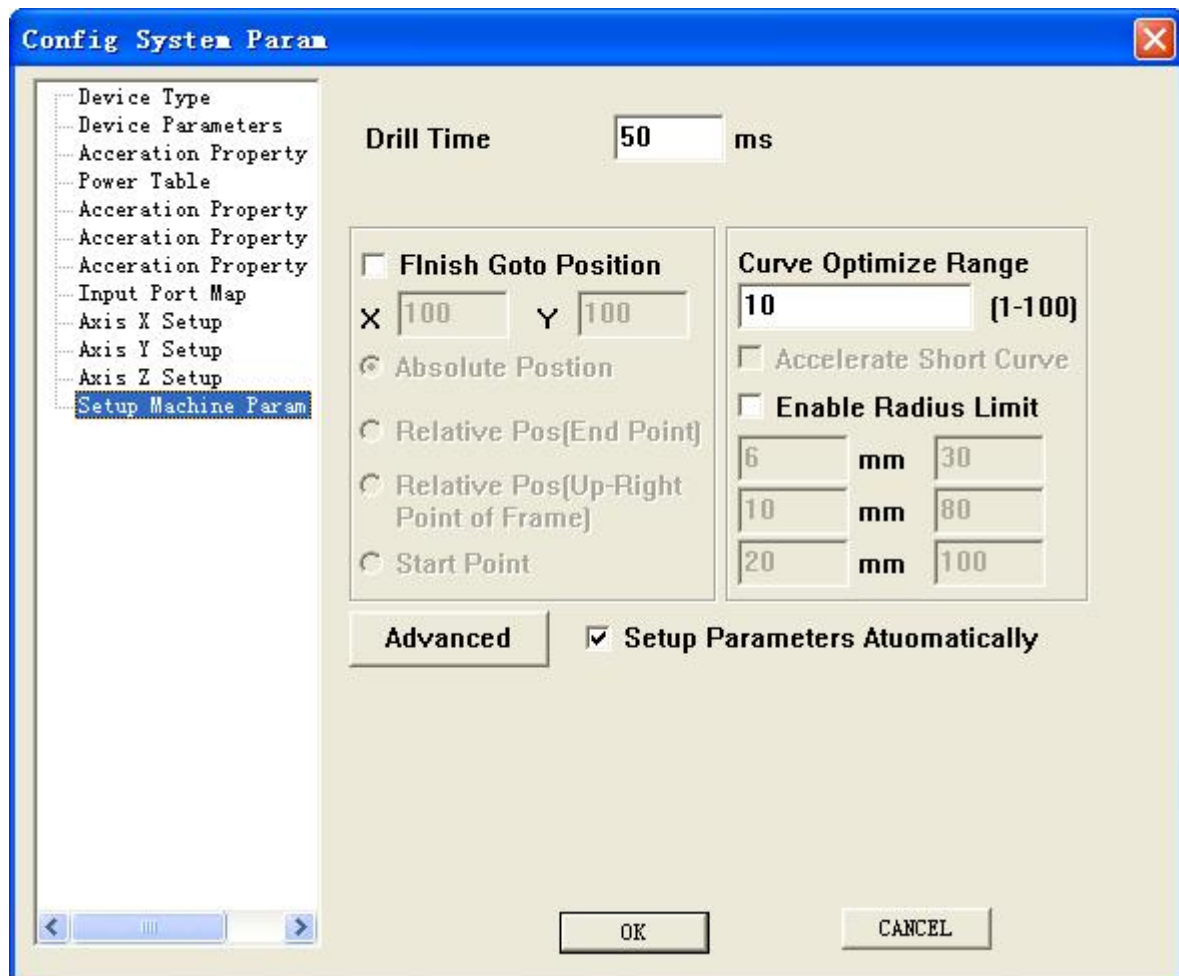 Config System Param
Device Type
Device Parameters
Acceration Property
Power Table
Acceration Property
Acceration Property
Acceration Property
Input Port Map
Axis X Setup
Axis Y Setup
Axis Z Setup
Setup Machine Param
Drill Time 50 ms
FInish Goto Position
X 100 Y 100
Absolute Postion
Relative Pos(End Point)
Relative Pos(Up-Right
Point of Frame)
Start Point
Curve Optimize Range
10 (1-100)
Accelerate Short Curve
Enable Radius Limit
6 mm 30
10 mm 80
20 mm 100
Advanced
Setup Parameters Atuomatically
OK
CANCEL